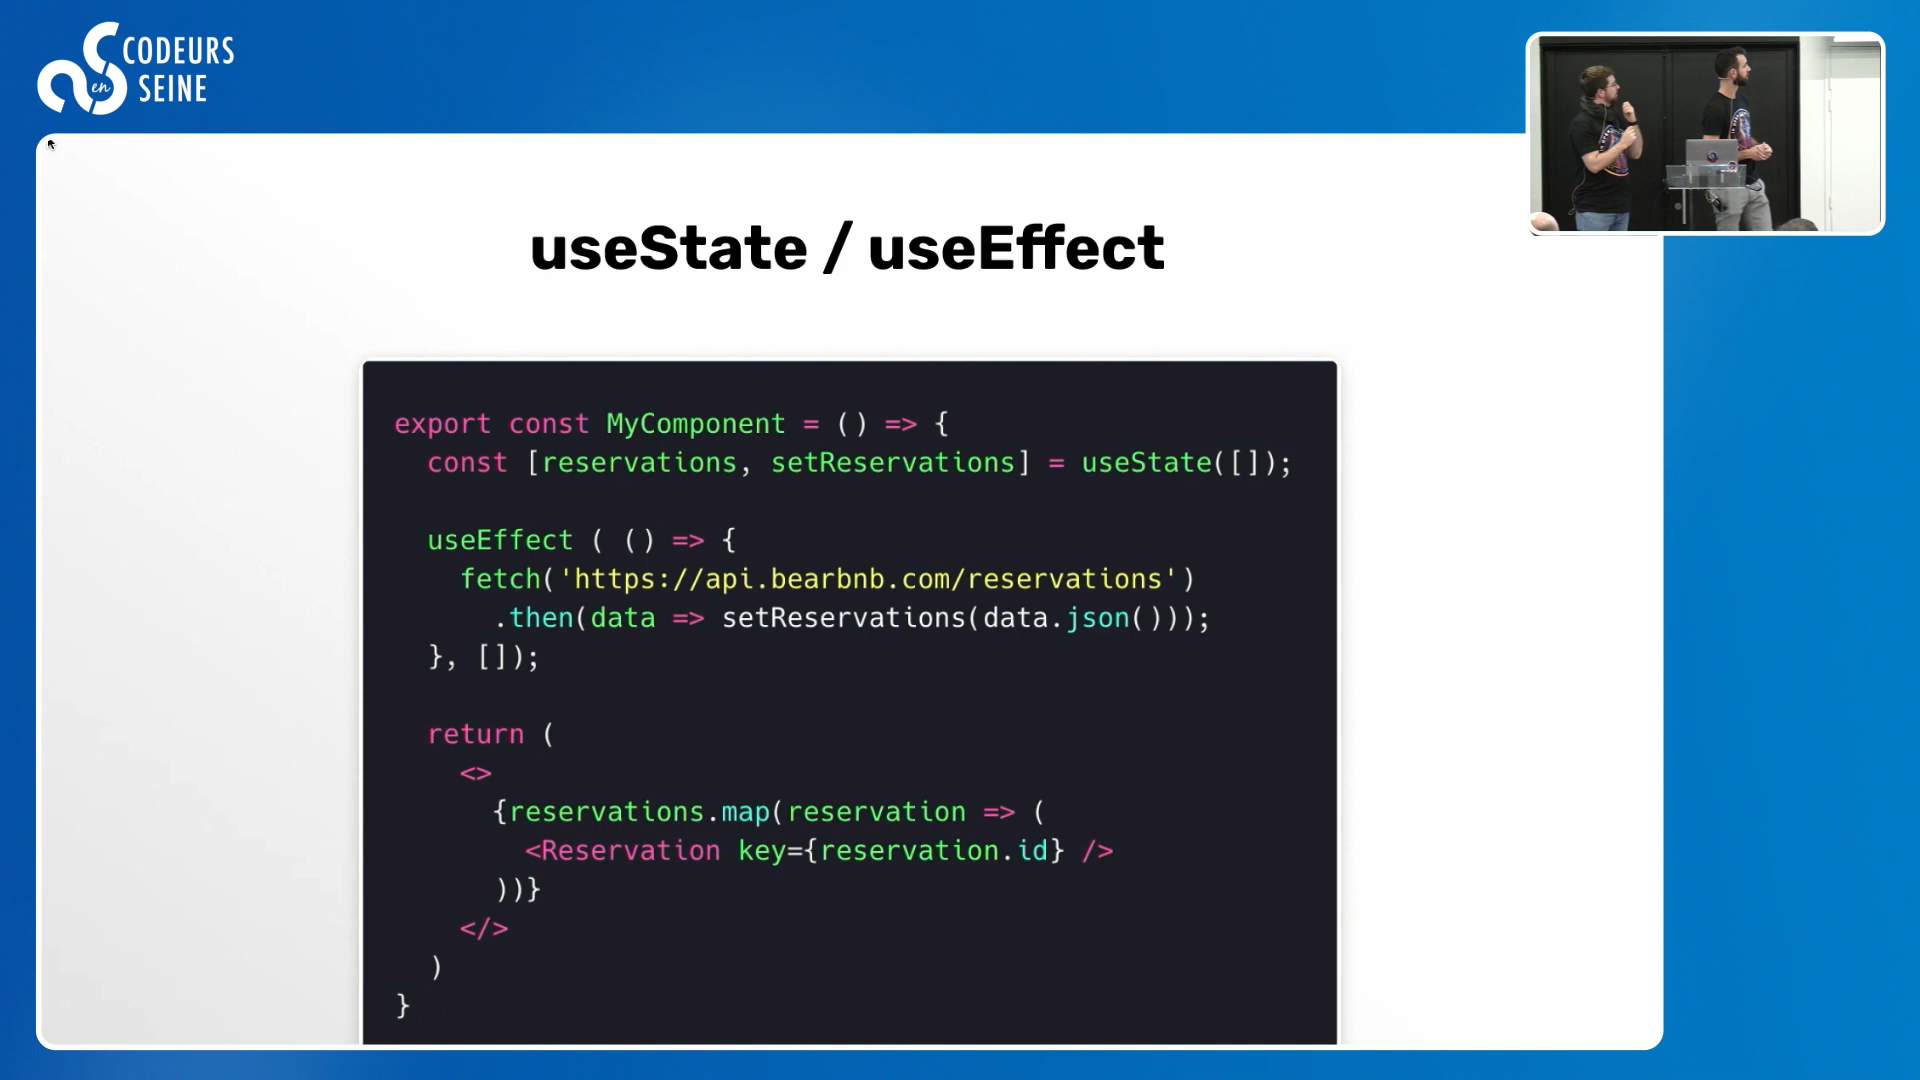 CODEURS
en
SEINE
useState / useEffect
export const MyComponent = () => {
  const [reservations, setReservations] = useState([]);
  useEffect ( () => {
    fetch('https://api.bearbnb.com/reservations')
      .then(data => setReservations(data.json()));
  }, []);
  return (
    <>
      {reservations.map(reservation => (
        <Reservation key={reservation.id} />
      ))}
    </>
  )
}